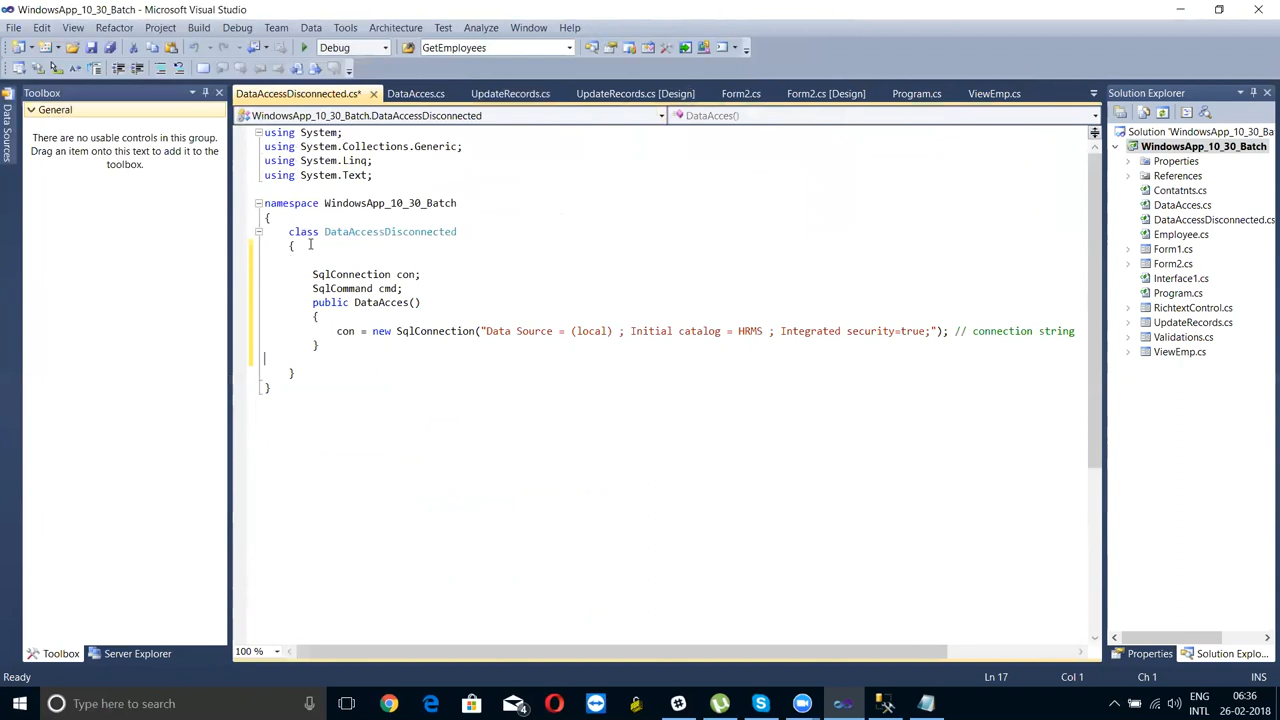 WindowsApp_10_30_Batch - Microsoft Visual Studio
File Edit View Refactor Project Build Debug Team Data Tools Architecture Test Analyze Window Help
Debug GetEmployees
Toolbox
General
There are no usable controls in this group.
Drag an item onto this text to add it to the
toolbox.
Data Sources
DataAccessDisconnected.cs* DataAcces.cs UpdateRecords.cs UpdateRecords.cs [Design] Form2.cs Form2.cs [Design] Program.cs ViewEmp.cs
WindowsApp_10_30_Batch.DataAccessDisconnected DataAcces()
using System;
using System.Collections.Generic;
using System.Linq;
using System.Text;
namespace WindowsApp_10_30_Batch
{
class DataAccessDisconnected
{
SqlConnection con;
SqlCommand cmd;
public DataAcces()
{
con = new SqlConnection("Data Source = (local) ; Initial catalog = HRMS ; Integrated security=true;"); // connection string
}
}
}
100 %
Solution Explorer
Solution 'WindowsApp_10_30_Ba
WindowsApp_10_30_Batch
Properties
References
Contatnts.cs
DataAcces.cs
DataAccessDisconnected.cs
Employee.cs
Form1.cs
Form2.cs
Interface1.cs
Program.cs
RichtextControl.cs
UpdateRecords.cs
Validations.cs
ViewEmp.cs
Toolbox Server Explorer
Properties Solution Explo...
Ready Ln 17 Col 1 Ch 1 INS
Type here to search
4
ENG
INTL
06:36
26-02-2018